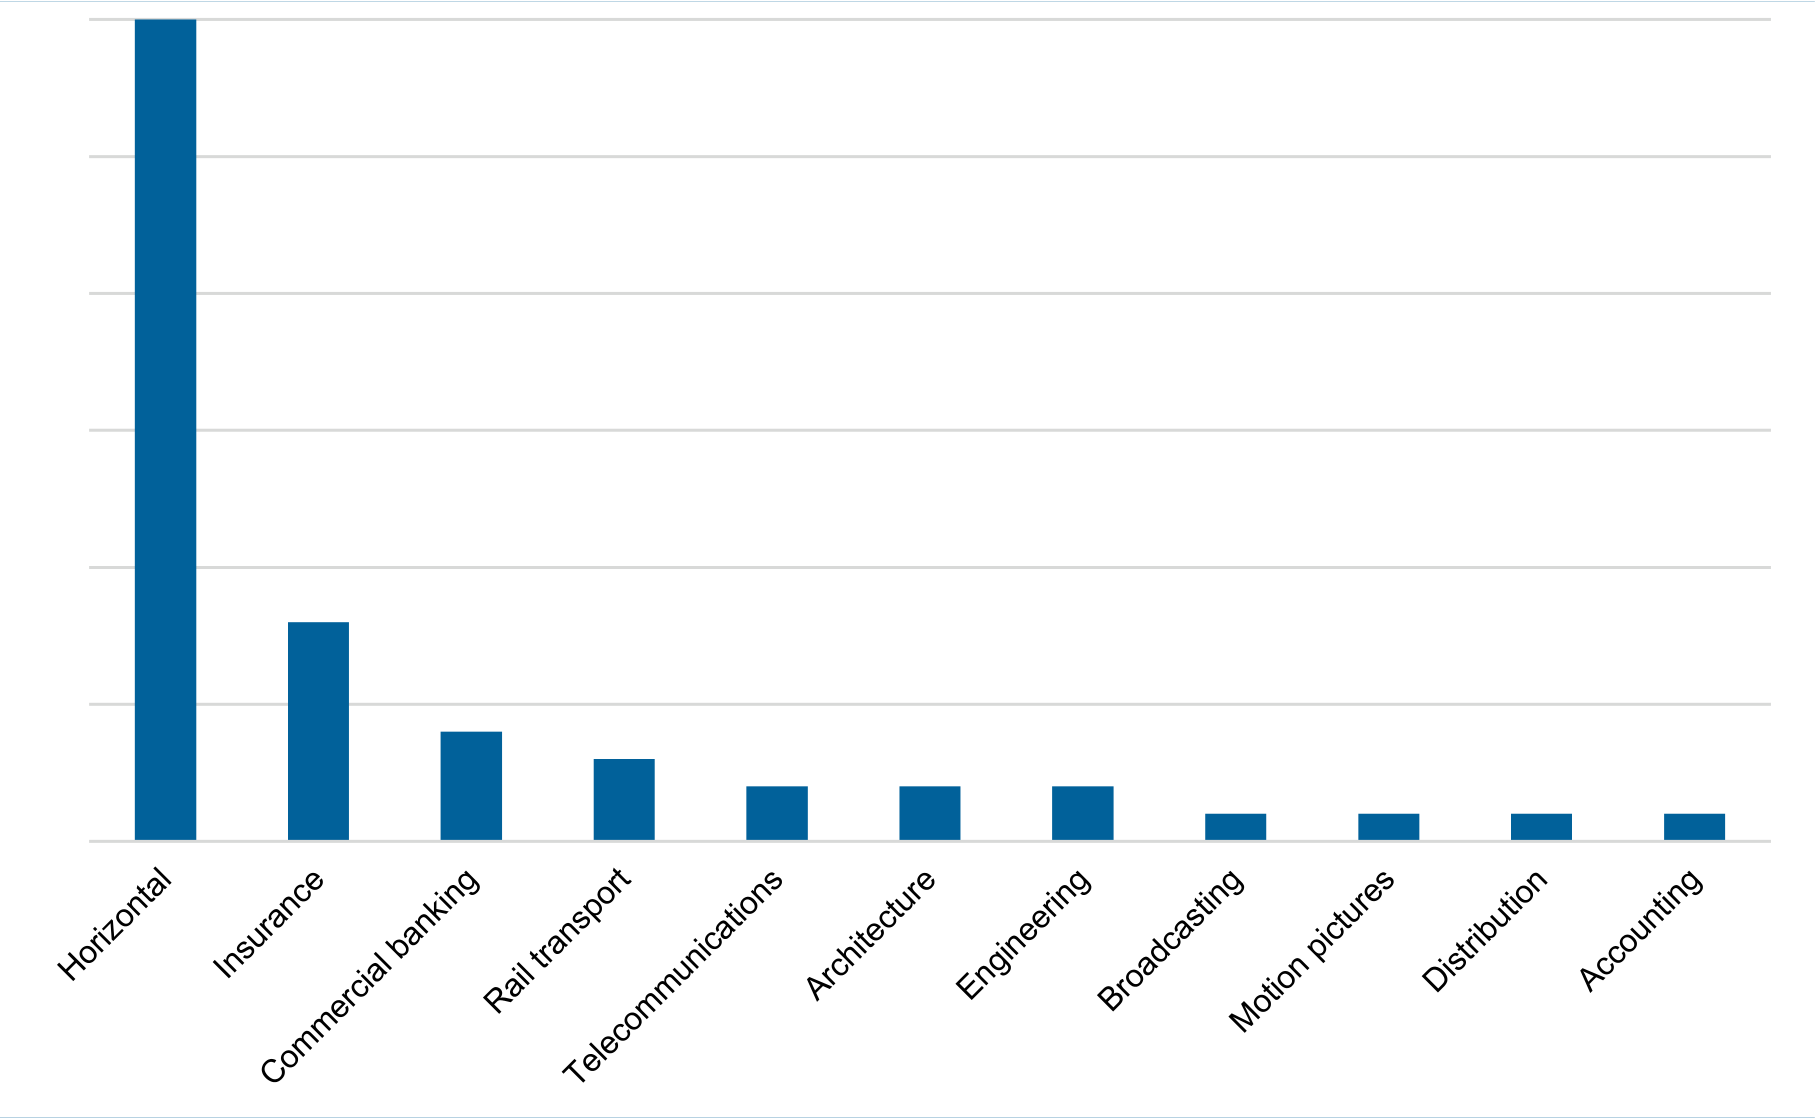 Horizontal
Insurance
Commercial banking
Rail transport
Telecommunications
Architecture
Engineering
Broadcasting
Motion pictures
Distribution
Accounting